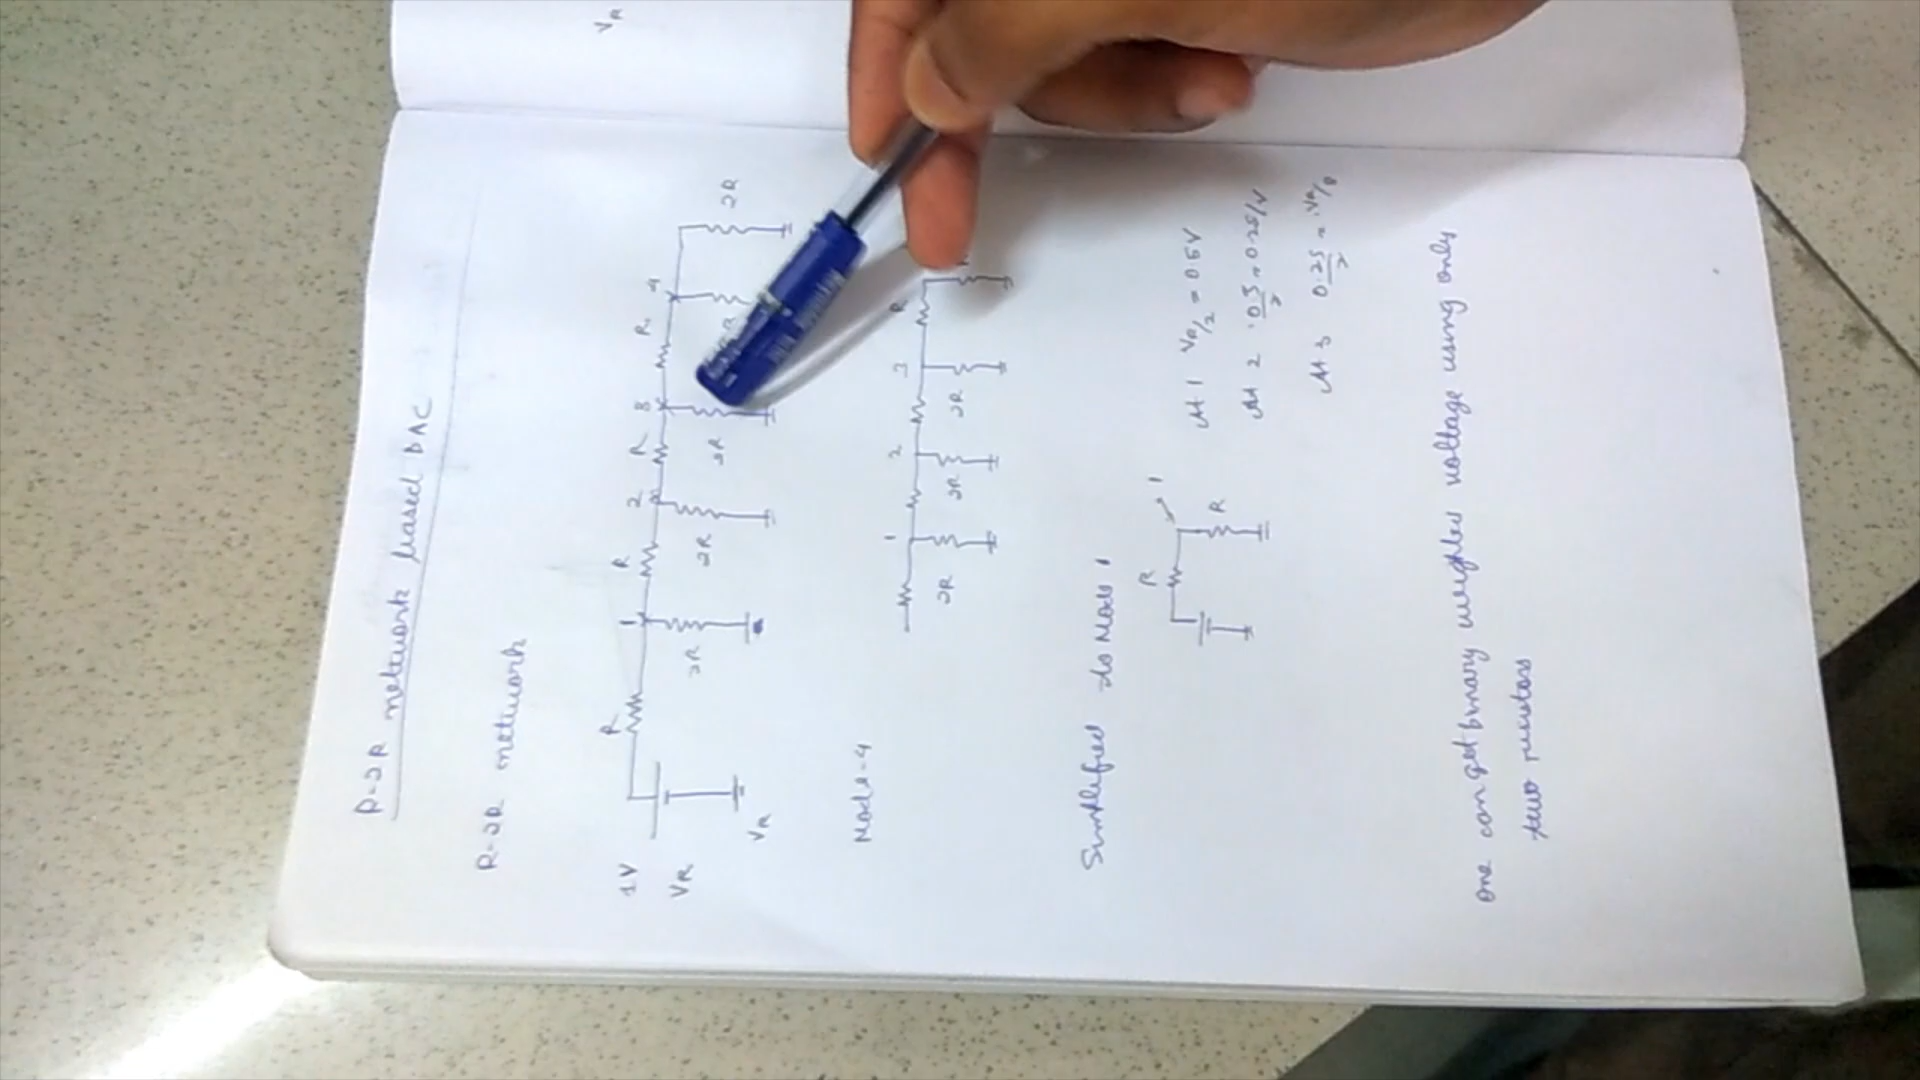 R-2R network based DAC
R-2R network
1V
VR
R
1
R
2
R
3
R
4
2R
2R
2R
2R
VR
Node-4
1
2
3
R
2R
2R
2R
Simplified to Node 1
R
1
R
At 1 VR/2 = 0.5V
At 2 0.5/2 = 0.25V
At 3 0.25/2 = VR/8
one can get binary weighted voltage using only
two resistors
VR